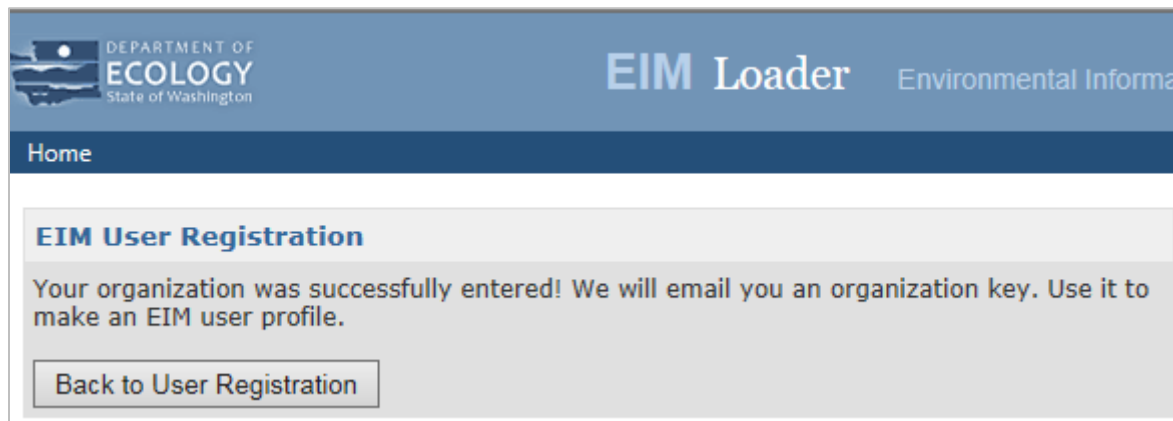 DEPARTMENT OF
ECOLOGY
State of Washington
EIM Loader
Home
EIM User Registration
Your organization was successfully entered! We will email you an organization key. Use it to
make an EIM user profile.
Back to User Registration